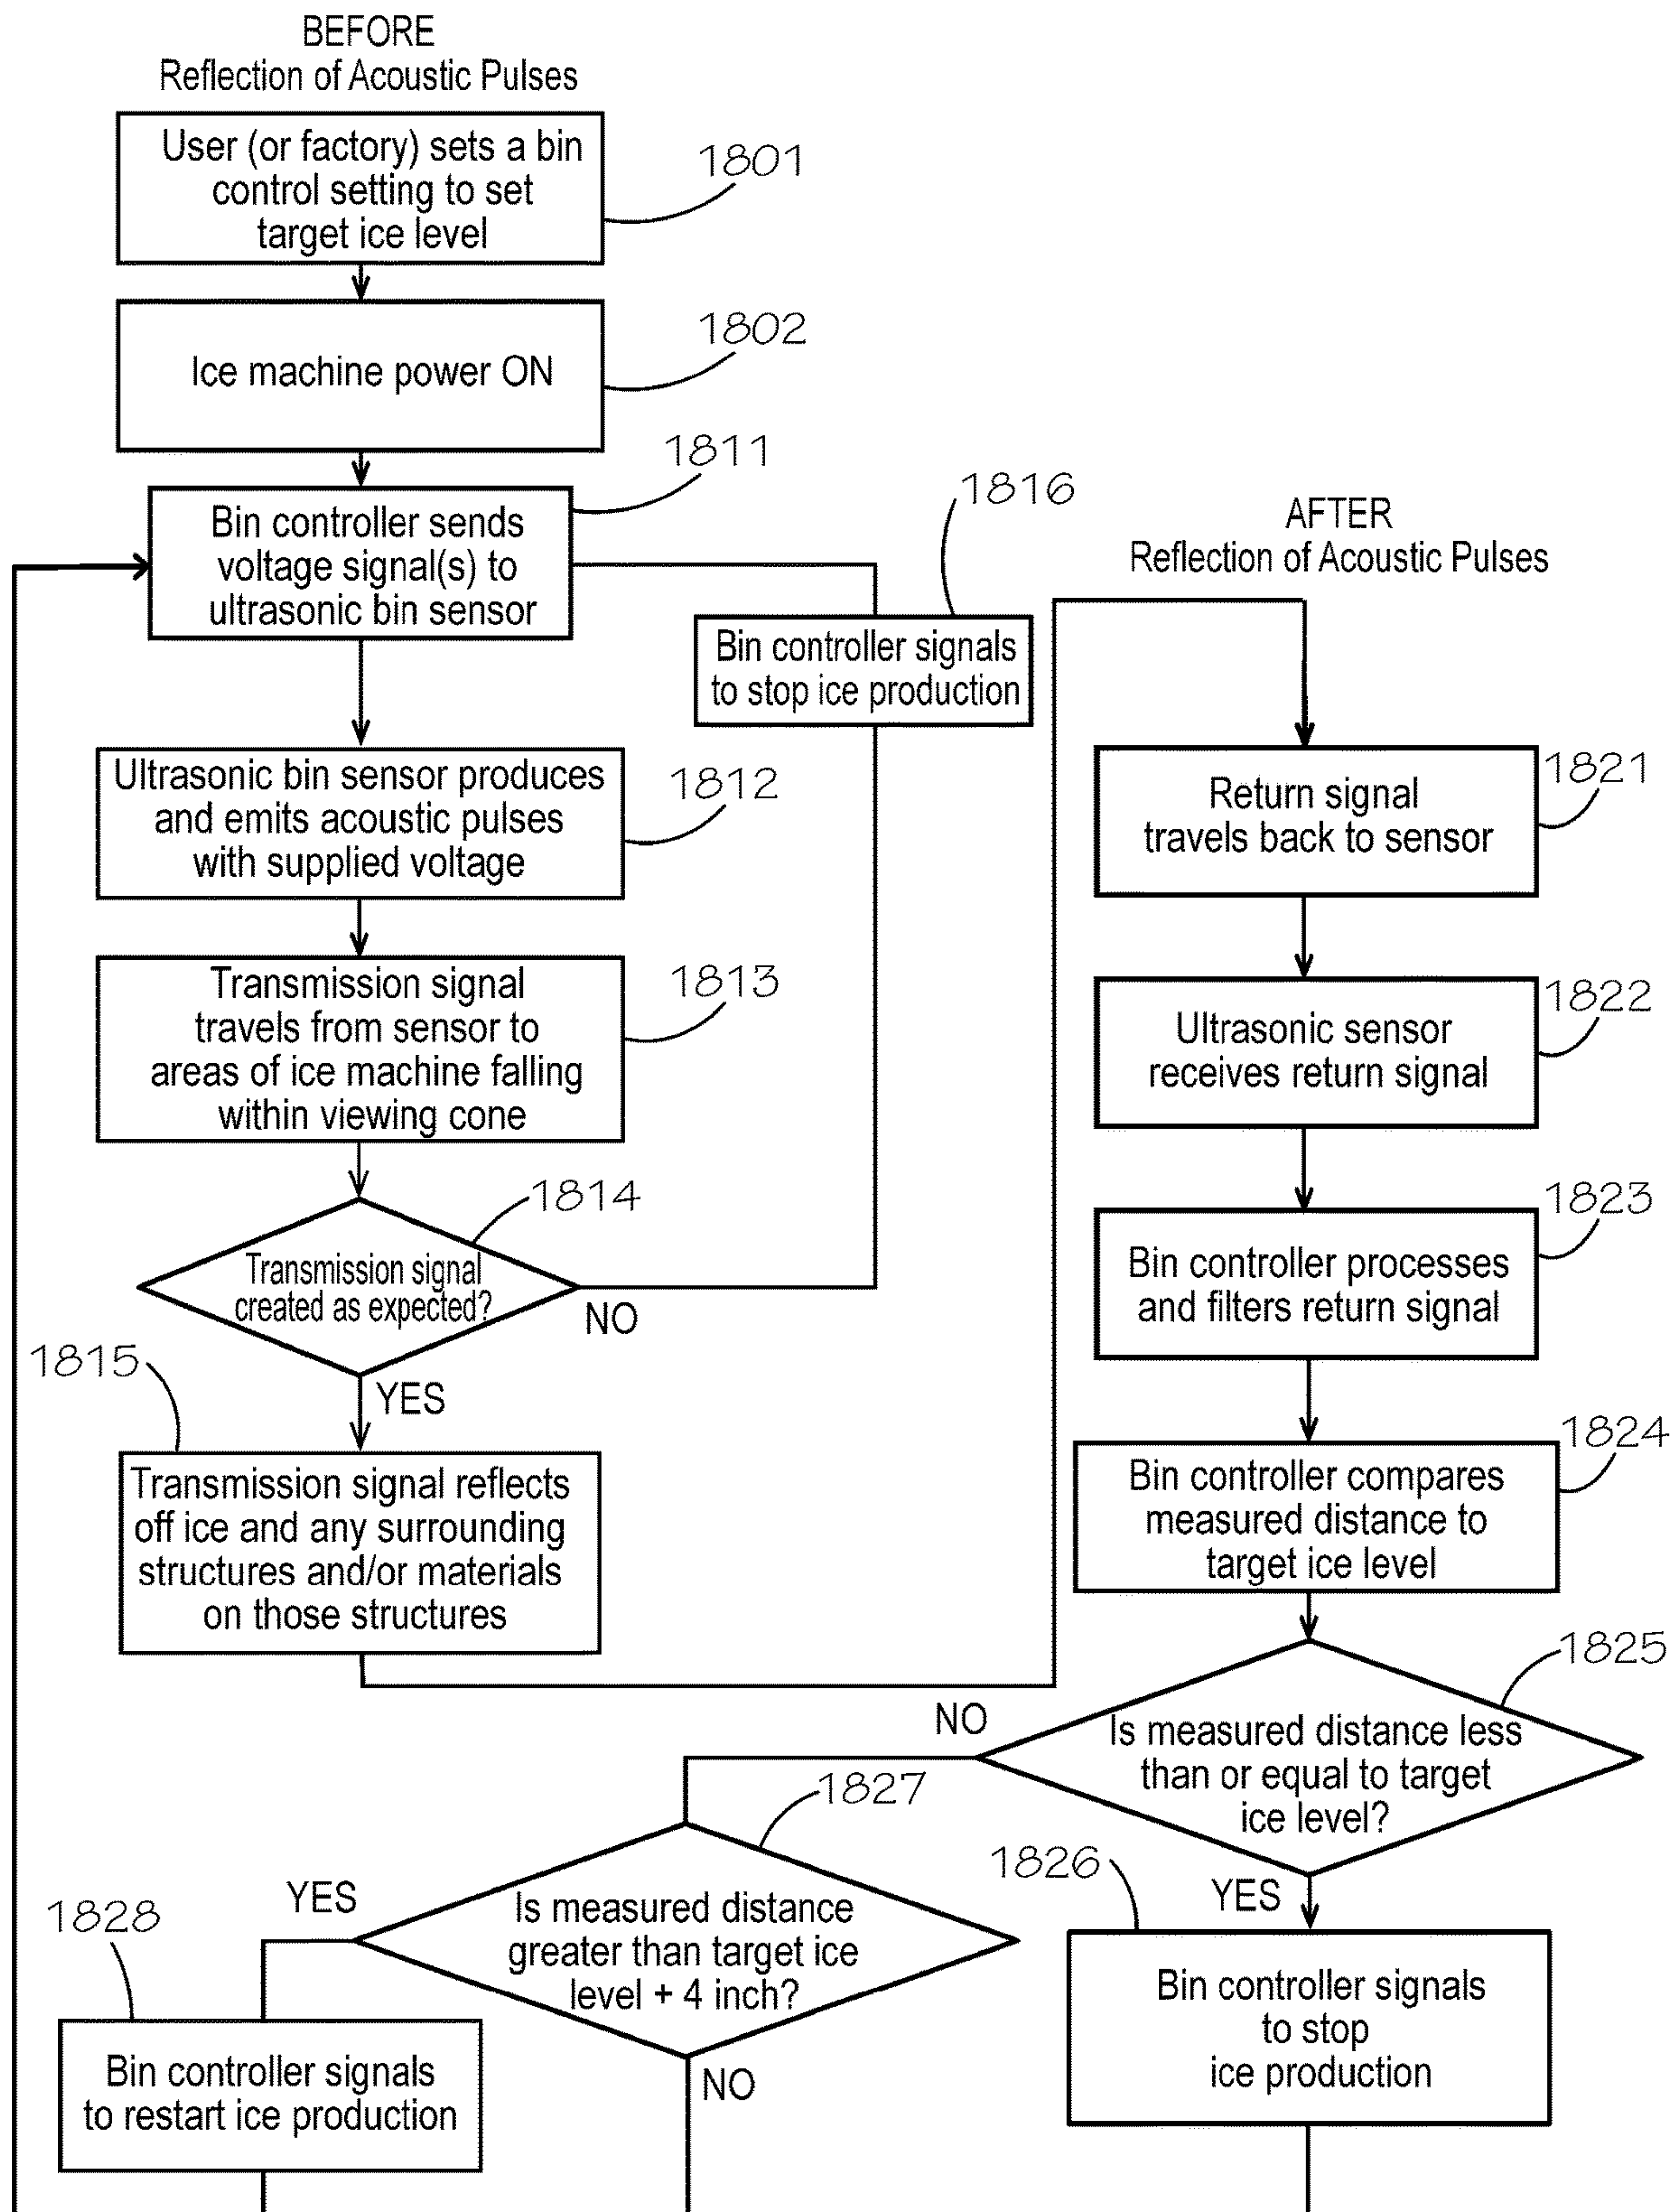 BEFORE
Reflection of Acoustic Pulses
User (or factory) sets a bin
control setting to set
target ice level
1801
Ice machine power ON
1802
Bin controller sends
voltage signal(s) to
ultrasonic bin sensor
1811
Bin controller signals
to stop ice production
1816
Ultrasonic bin sensor produces
and emits acoustic pulses
with supplied voltage
1812
Transmission signal
travels from sensor to
areas of ice machine falling
within viewing cone
1813
Transmission signal
created as expected?
1814
NO
YES
1815
Transmission signal reflects
off ice and any surrounding
structures and/or materials
on those structures
AFTER
Reflection of Acoustic Pulses
Return signal
travels back to sensor
1821
Ultrasonic sensor
receives return signal
1822
Bin controller processes
and filters return signal
1823
Bin controller compares
measured distance to
target ice level
1824
Is measured distance less
than or equal to target
ice level?
1825
NO
YES
1826
Bin controller signals
to stop
ice production
1827
Is measured distance
greater than target ice
level + 4 inch?
YES
NO
1828
Bin controller signals
to restart ice production